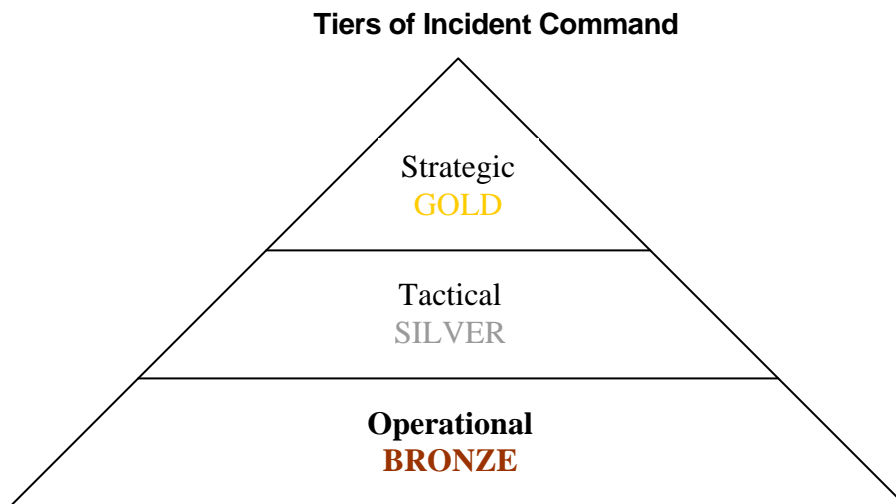 Tiers of Incident Command
Strategic
GOLD
Tactical
SILVER
Operational
BRONZE